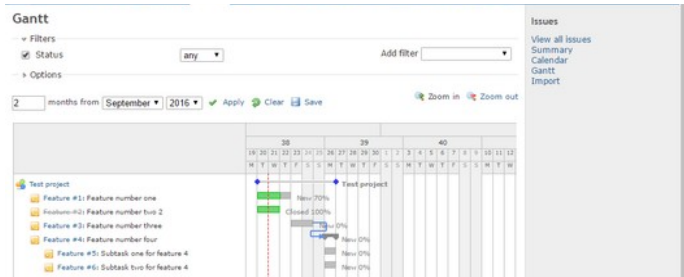 Gantt
Filters
Status any Add filter
Options
2 months from September 2016 Apply Clear Save Zoom in Zoom out
38 39 40
19 20 21 22 23 24 25 26 27 28 29 30 1 2 3 4 5 6 7 8 9 10 11 12
M T W T F S S M T W T F S S M T W T F S S M T W
Test project Test project
Feature #1: Feature number one New 70%
Feature #2: Feature number two 2 Closed 100%
Feature #3: Feature number three New 0%
Feature #4: Feature number four New 0%
Feature #5: Subtask one for feature 4 New 0%
Feature #6: Subtask two for feature 4 New 0%
Issues
View all issues
Summary
Calendar
Gantt
Import